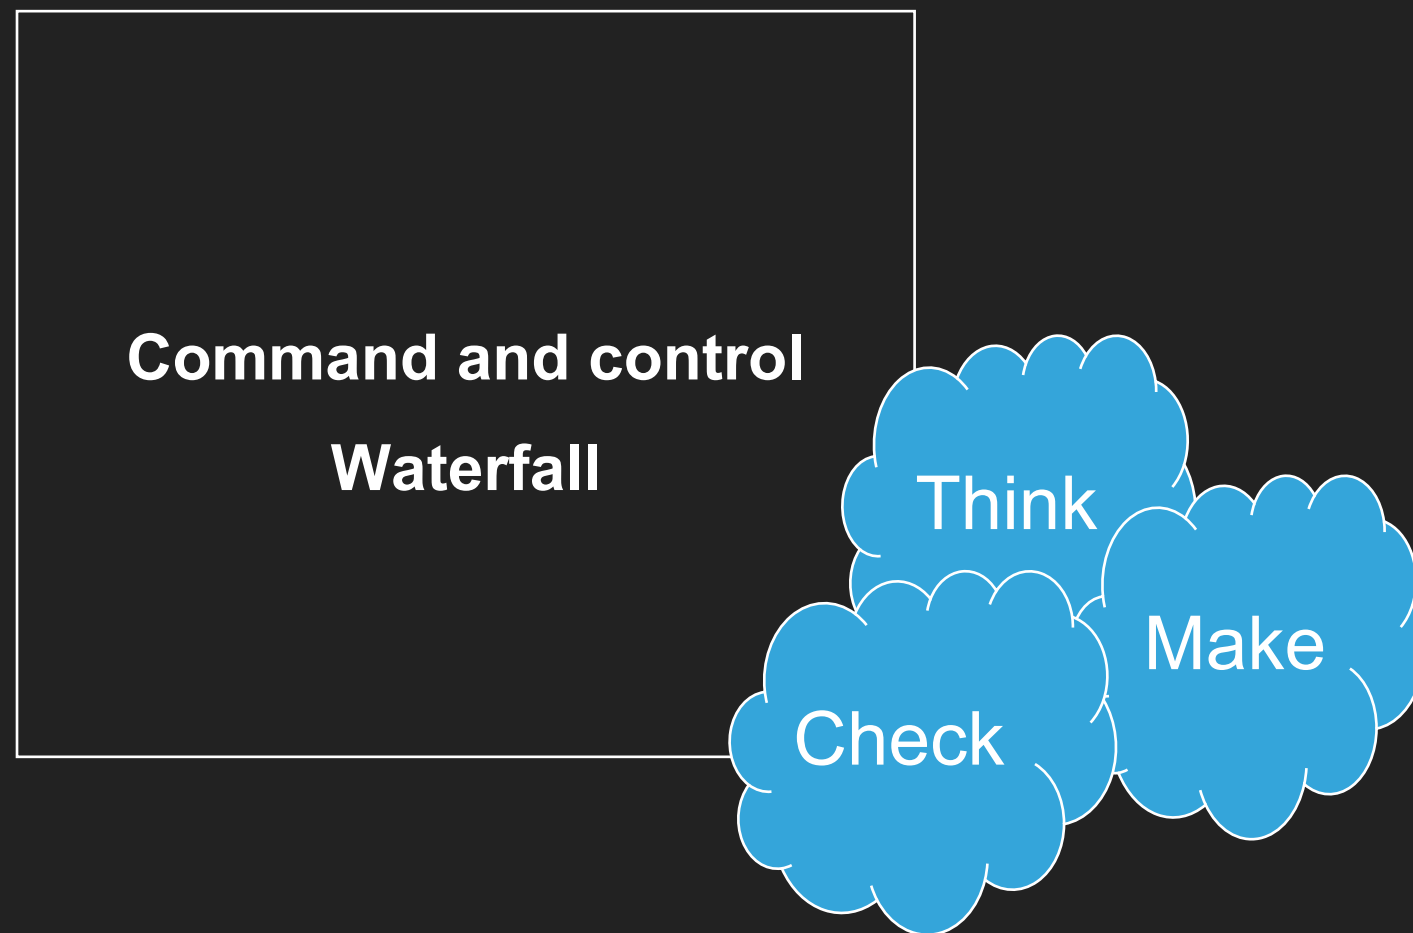 Command and control
Waterfall
Think
Make
Check